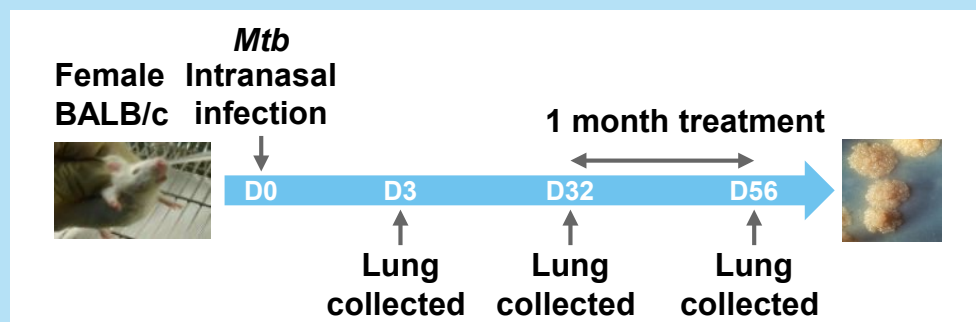 Mtb
Female Intranasal
BALB/c infection
1 month treatment
D0 D3 D32 D56
Lung Lung Lung
collected collected collected